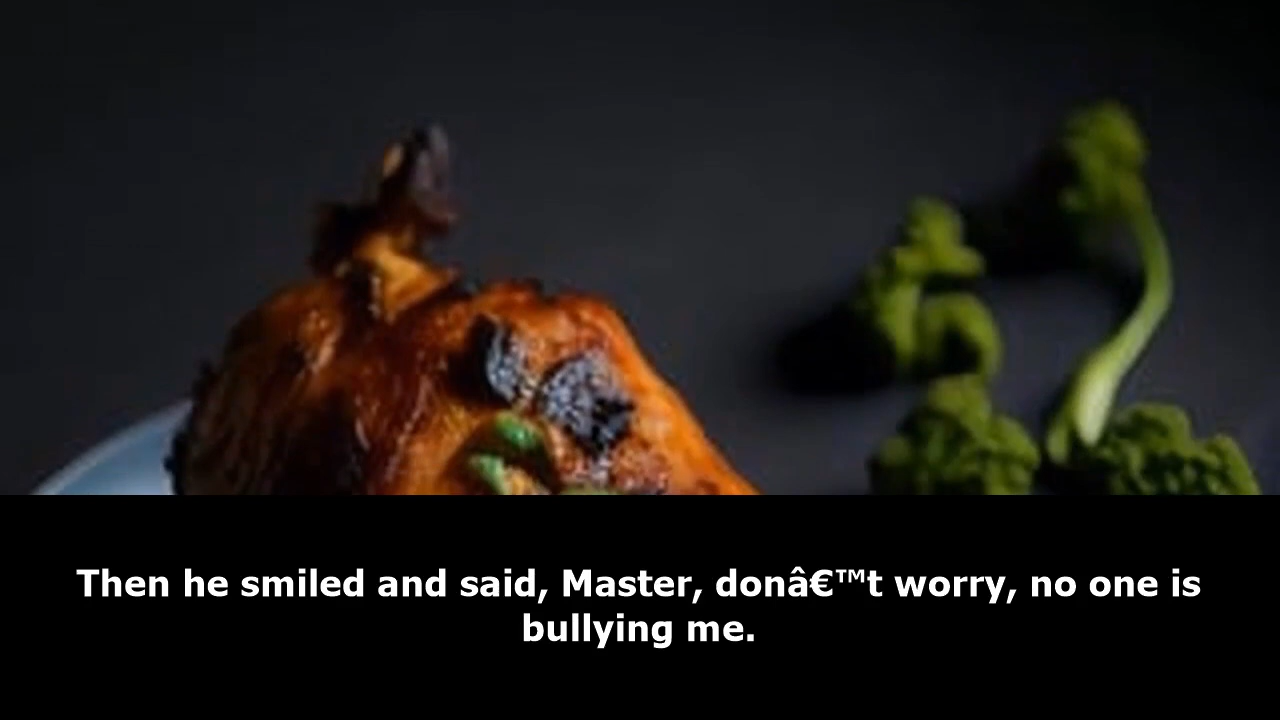 Then he smiled and said, Master, donâ€™t worry, no one is
bullying me.